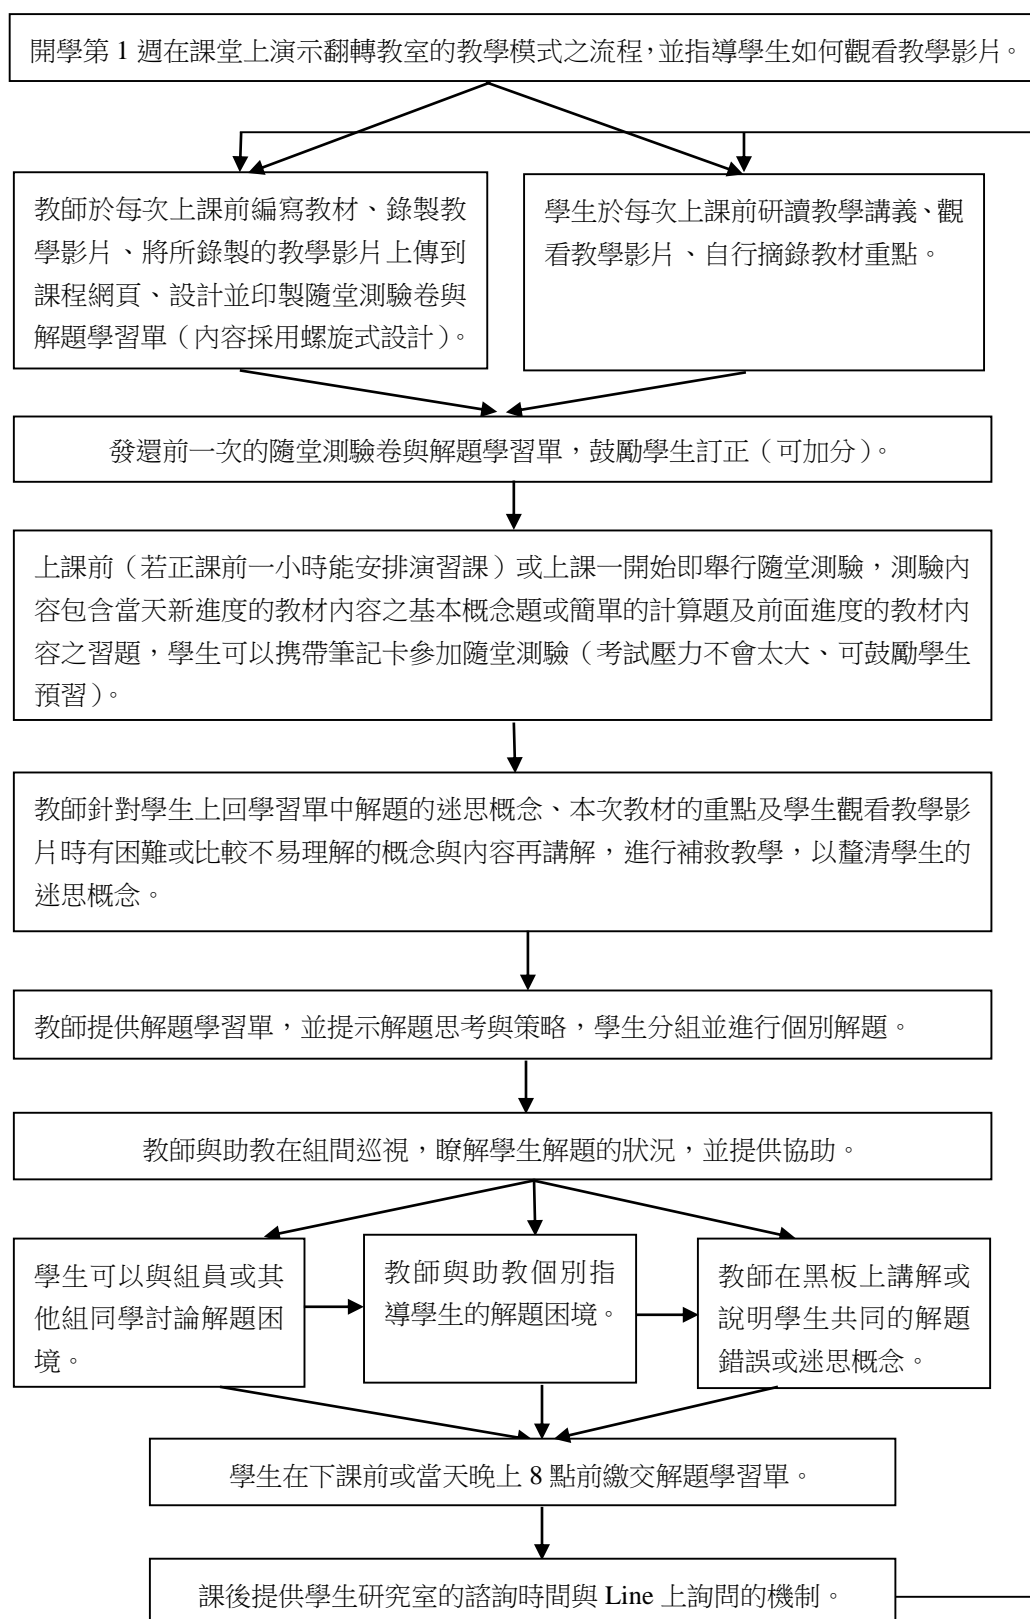 開學第 1 週在課堂上演示翻轉教室的教學模式之流程，並指導學生如何觀看教學影片。
教師於每次上課前編寫教材、錄製教
學影片、將所錄製的教學影片上傳到
課程網頁、設計並印製隨堂測驗卷與
解題學習單（內容採用螺旋式設計）。
學生於每次上課前研讀教學講義、觀
看教學影片、自行摘錄教材重點。
發還前一次的隨堂測驗卷與解題學習單，鼓勵學生訂正（可加分）。
上課前（若正課前一小時能安排演習課）或上課一開始即舉行隨堂測驗，測驗內
容包含當天新進度的教材內容之基本概念題或簡單的計算題及前面進度的教材內
容之習題，學生可以携帶筆記卡參加隨堂測驗（考試壓力不會太大、可鼓勵學生
預習）。
教師針對學生上回學習單中解題的迷思概念、本次教材的重點及學生觀看教學影
片時有困難或比較不易理解的概念與內容再講解，進行補救教學，以釐清學生的
迷思概念。
教師提供解題學習單，並提示解題思考與策略，學生分組並進行個別解題。
教師與助教在組間巡視，瞭解學生解題的狀況，並提供協助。
學生可以與組員或其
他組同學討論解題困
境。
教師與助教個別指
導學生的解題困境。
教師在黑板上講解或
說明學生共同的解題
錯誤或迷思概念。
學生在下課前或當天晚上 8 點前繳交解題學習單。
課後提供學生研究室的諮詢時間與 Line 上詢問的機制。